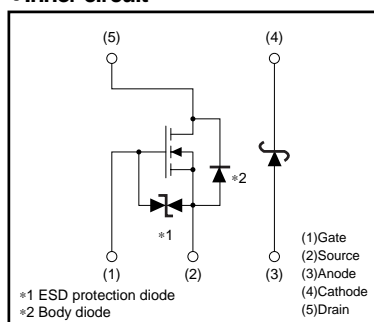 Inner circuit
(5) (4)
*2
*1
(1) (2) (3)
(1)Gate
(2)Source
(3)Anode
(4)Cathode
(5)Drain
*1 ESD protection diode
*2 Body diode